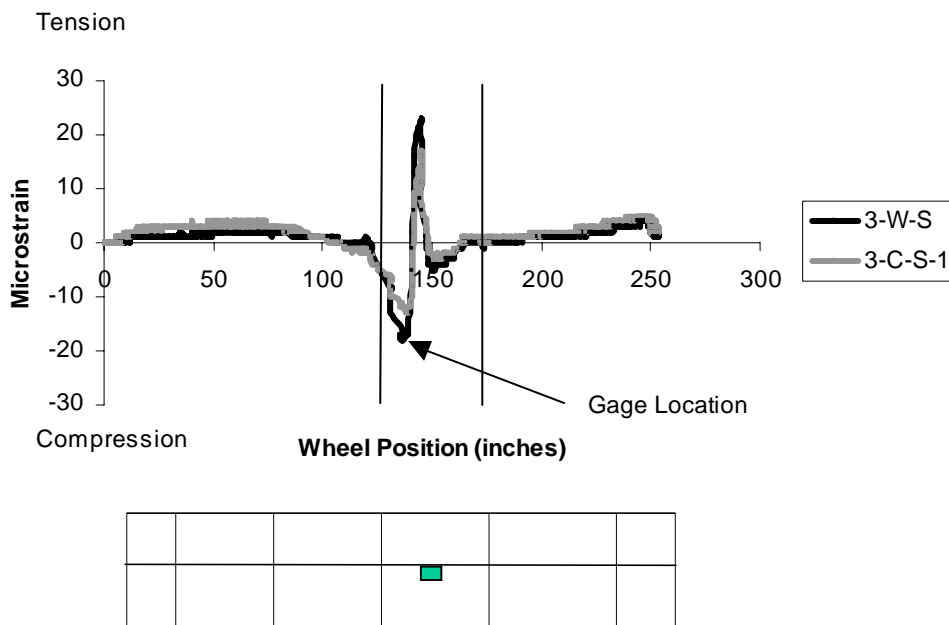 Tension
30
20
10
0
-10
-20
-30
0 50 100 150 200 250 300
Microstrain
3-W-S
3-C-S-1
Gage Location
Compression
Wheel Position (inches)